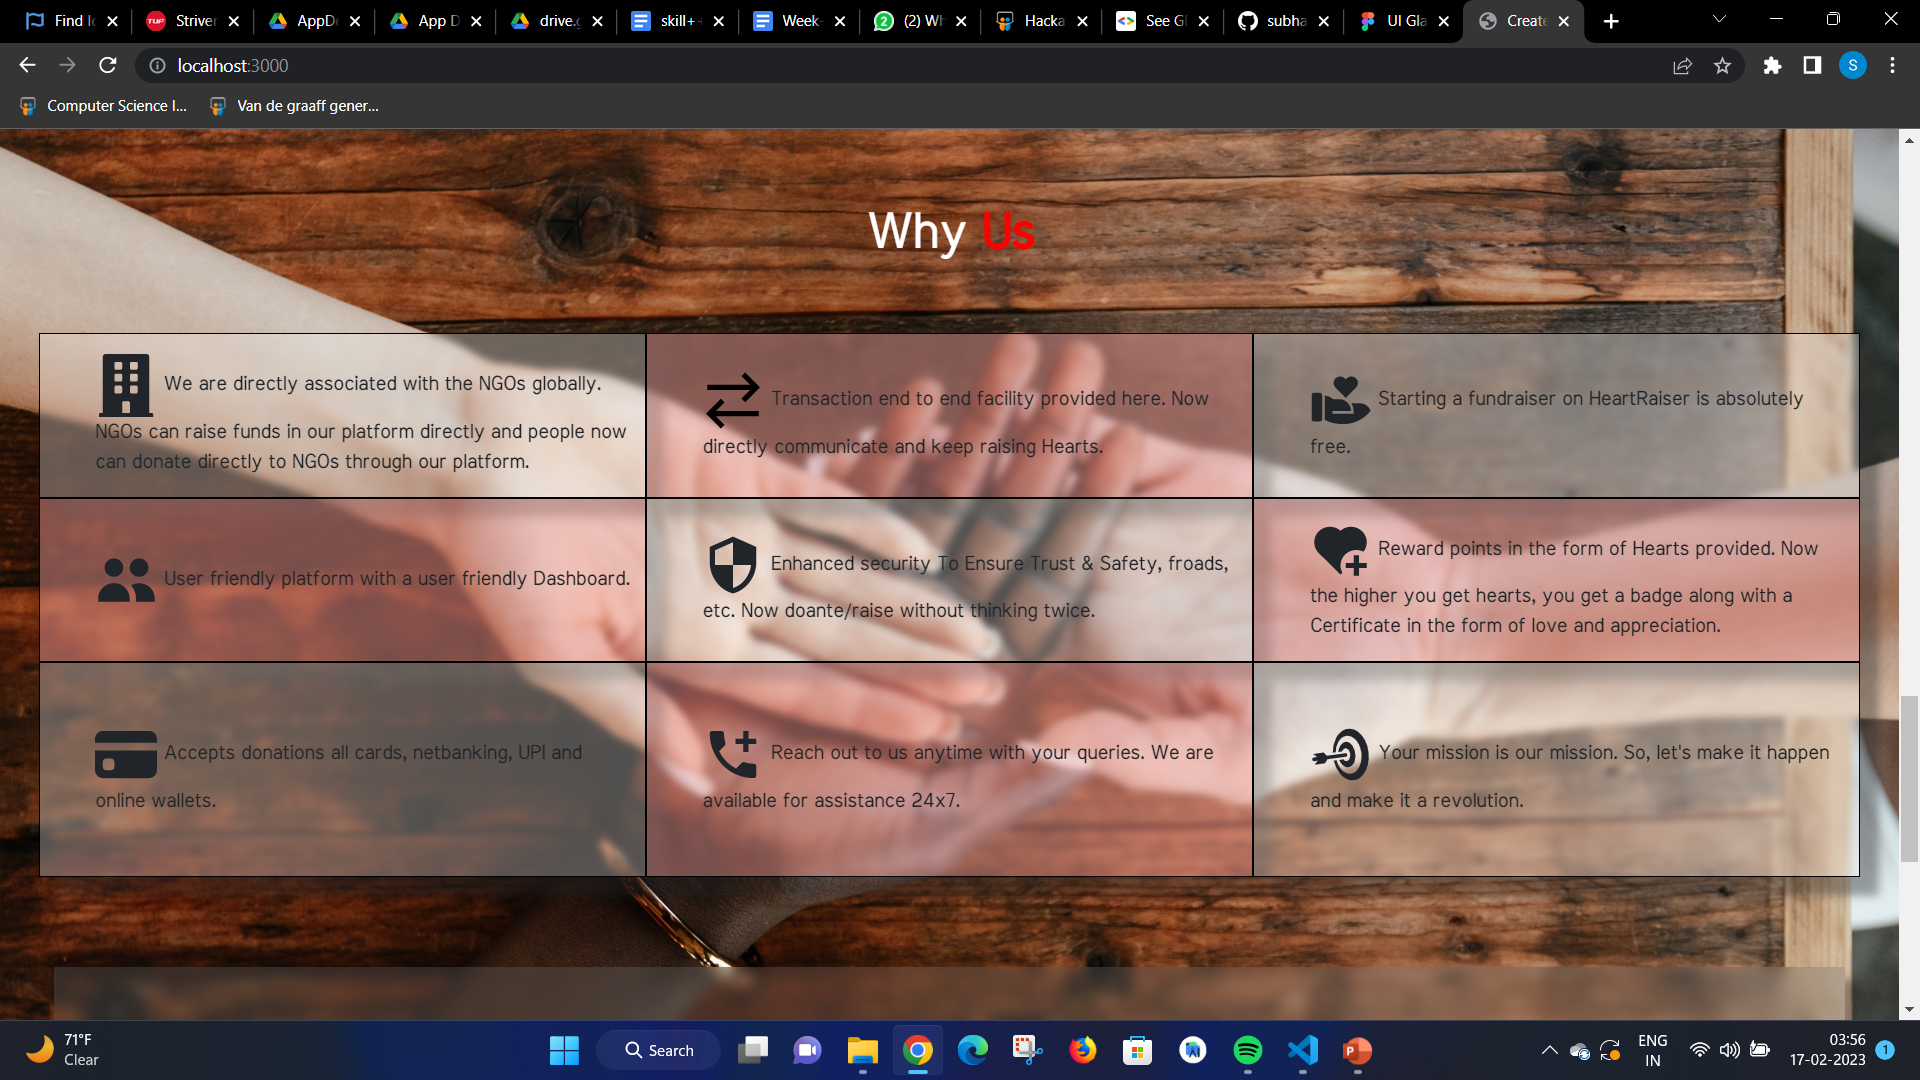 Find Ic
Striver
AppDe
App D
drive.g
skill++
Week-
(2) Wh
Hacka
See Gl
subha
UI Gla
Create
localhost:3000
S
Computer Science I...
Van de graaff gener...
Why Us
We are directly associated with the NGOs globally.
NGOs can raise funds in our platform directly and people now
can donate directly to NGOs through our platform.
Transaction end to end facility provided here. Now
directly communicate and keep raising Hearts.
Starting a fundraiser on HeartRaiser is absolutely
free.
User friendly platform with a user friendly Dashboard.
Enhanced security To Ensure Trust & Safety, froads,
etc. Now doante/raise without thinking twice.
Reward points in the form of Hearts provided. Now
the higher you get hearts, you get a badge along with a
Certificate in the form of love and appreciation.
Accepts donations all cards, netbanking, UPI and
online wallets.
Reach out to us anytime with your queries. We are
available for assistance 24x7.
Your mission is our mission. So, let's make it happen
and make it a revolution.
71°F
Clear
Search
ENG
IN
03:56
17-02-2023
1